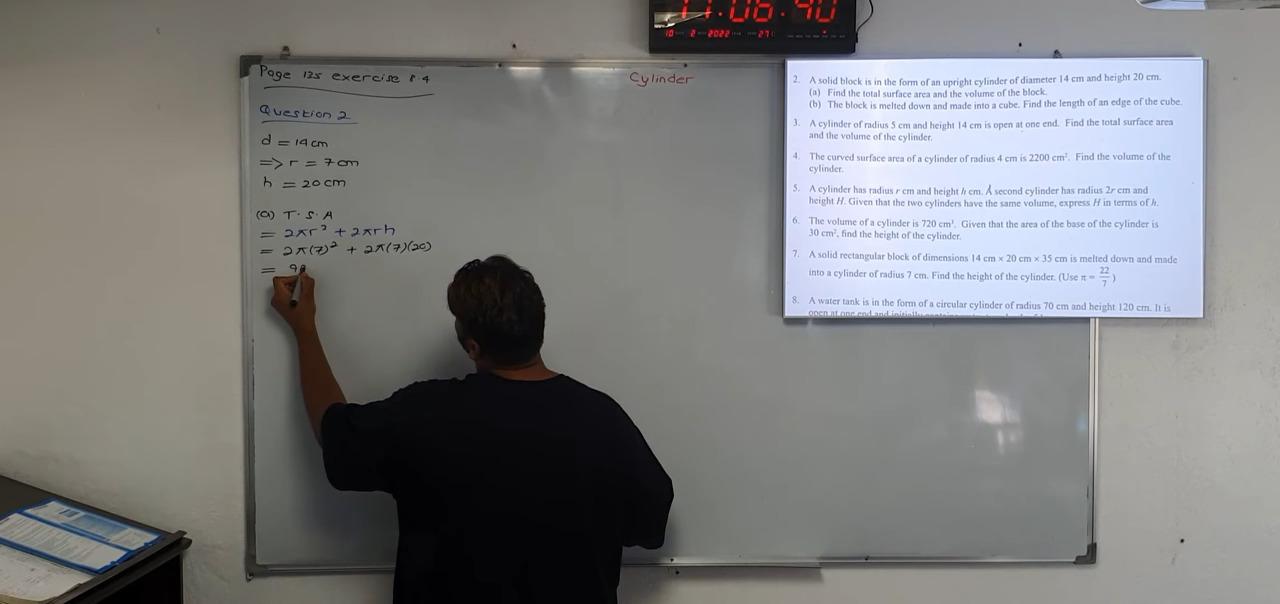 11:06:40
10 2 2022 27
Page 125 exercise 8.4
Cylinder
Question 2
d = 14 cm
=> r = 7 cm
h = 20 cm
(a) T.S.A
= 2πr² + 2πrh
= 2π(7)² + 2π(7)(20)
= 98
2. A solid block is in the form of an upright cylinder of diameter 14 cm and height 20 cm.
(a) Find the total surface area and the volume of the block.
(b) The block is melted down and made into a cube. Find the length of an edge of the cube.
3. A cylinder of radius 5 cm and height 14 cm is open at one end. Find the total surface area
and the volume of the cylinder.
4. The curved surface area of a cylinder of radius 4 cm is 2200 cm². Find the volume of the
cylinder.
5. A cylinder has radius r cm and height h cm. A second cylinder has radius 2r cm and
height H. Given that the two cylinders have the same volume, express H in terms of h.
6. The volume of a cylinder is 720 cm³. Given that the area of the base of the cylinder is
30 cm², find the height of the cylinder.
7. A solid rectangular block of dimensions 14 cm × 20 cm × 35 cm is melted down and made
into a cylinder of radius 7 cm. Find the height of the cylinder. (Use π = 22/7)
8. A water tank is in the form of a circular cylinder of radius 70 cm and height 120 cm. It is
open at one end and initially